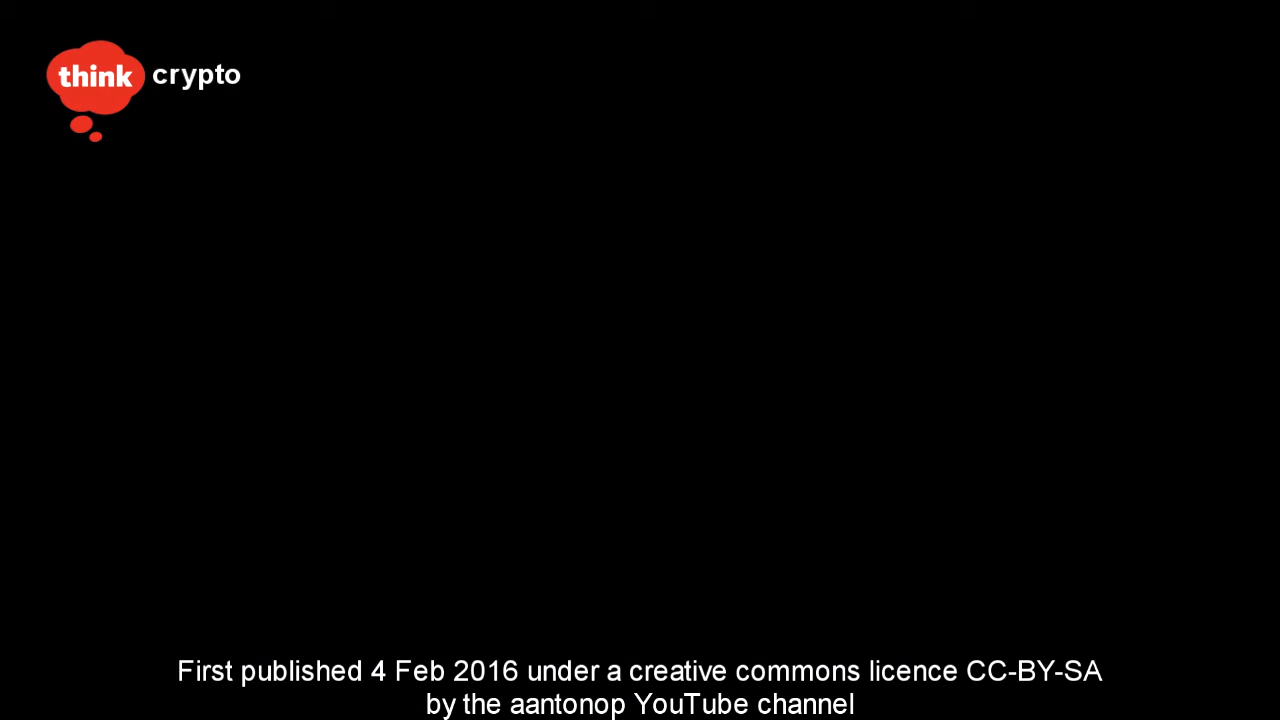 think crypto
First published 4 Feb 2016 under a creative commons licence CC-BY-SA
by the aantonop YouTube channel